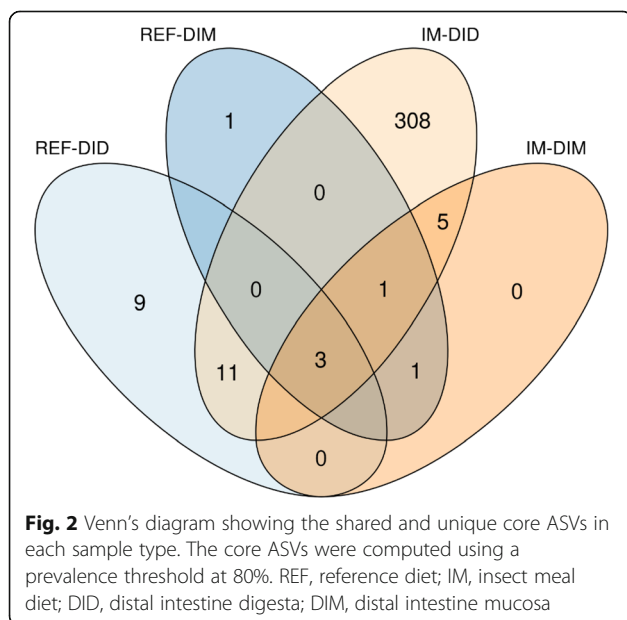 REF-DIM
IM-DID
1
308
REF-DID
IM-DIM
0
5
9
0
1
0
11
3
1
0
Fig. 2 Venn's diagram showing the shared and unique core ASVs in
each sample type. The core ASVs were computed using a
prevalence threshold at 80%. REF, reference diet; IM, insect meal
diet; DID, distal intestine digesta; DIM, distal intestine mucosa